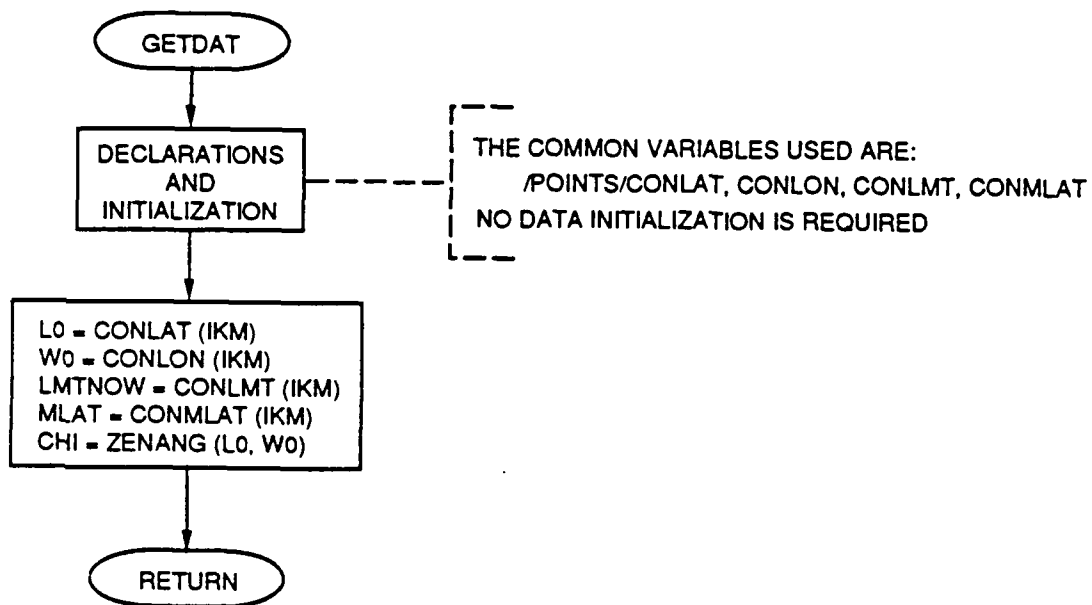 GETDAT
DECLARATIONS
AND
INITIALIZATION
THE COMMON VARIABLES USED ARE:
/POINTS/CONLAT, CONLON, CONLMT, CONMLAT
NO DATA INITIALIZATION IS REQUIRED
L0 = CONLAT (IKM)
W0 = CONLON (IKM)
LMTNOW = CONLMT (IKM)
MLAT = CONMLAT (IKM)
CHI = ZENANG (L0, W0)
RETURN